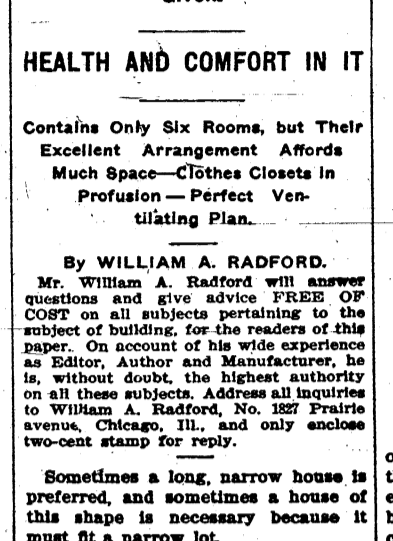 HEALTH AND COMFORT IN IT
Contains Only Six Rooms, but Their
Excellent Arrangement Affords
Much Space—Clothes Closets in
Profusion—Perfect Ven-
tilating Plan.
By WILLIAM A. RADFORD.
Mr. William A. Radford will answer
questions and give advice FREE OF
COST on all subjects pertaining to the
subject of building, for the readers of this
paper. On account of his wide experience
as Editor, Author and Manufacturer, he
is, without doubt, the highest authority
on all these subjects. Address all inquiries
to William A. Radford, No. 1827 Prairie
avenue, Chicago, Ill., and only enclose
two-cent stamp for reply.
Sometimes a long, narrow house is
preferred, and sometimes a house of
this shape is necessary because it
must fit a narrow lot.